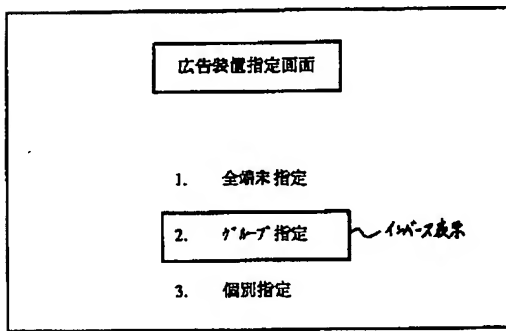 広告装置指定画面
1. 全端末指定
2. グループ指定
インバース表示
3. 個別指定